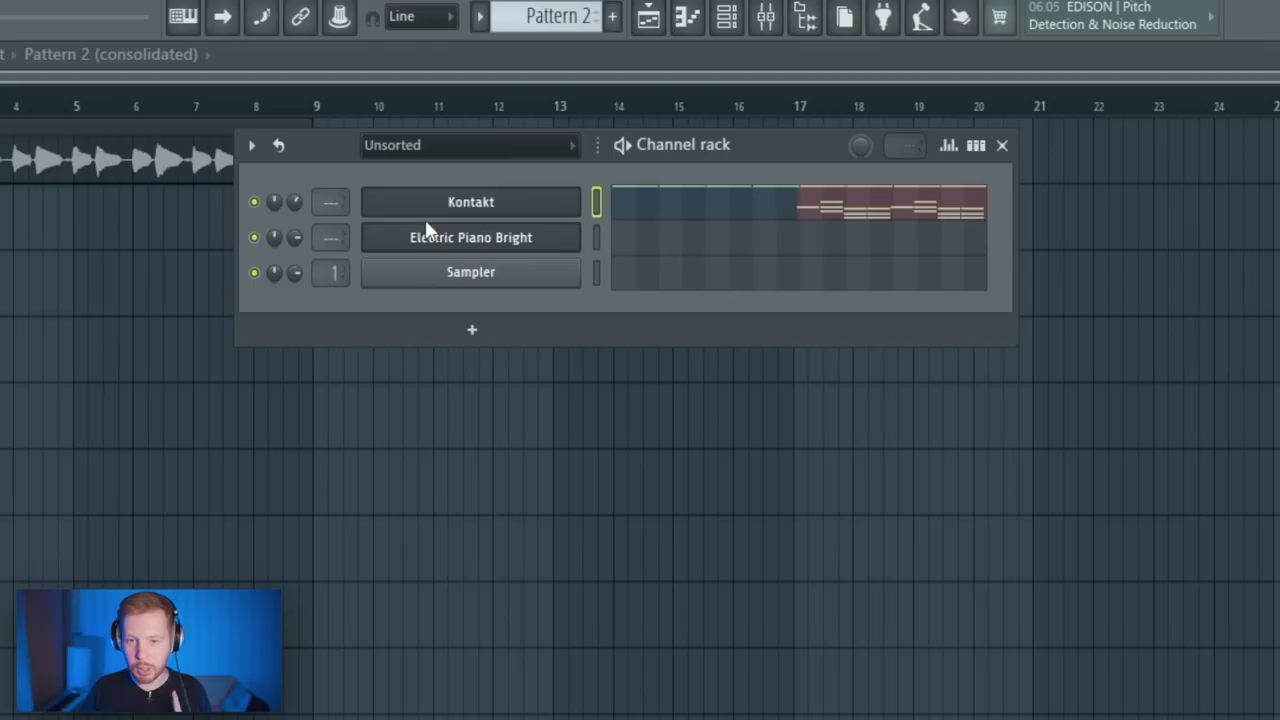 Line
Pattern 2
+
06.05 EDISON | Pitch
Detection & Noise Reduction
t › Pattern 2 (consolidated) ›
4 5 6 7 8 9 10 11 12 13 14 15 16 17 18 19 20 21 22 23 24 2
Unsorted
Channel rack
--- Kontakt
--- Electric Piano Bright
1 Sampler
+